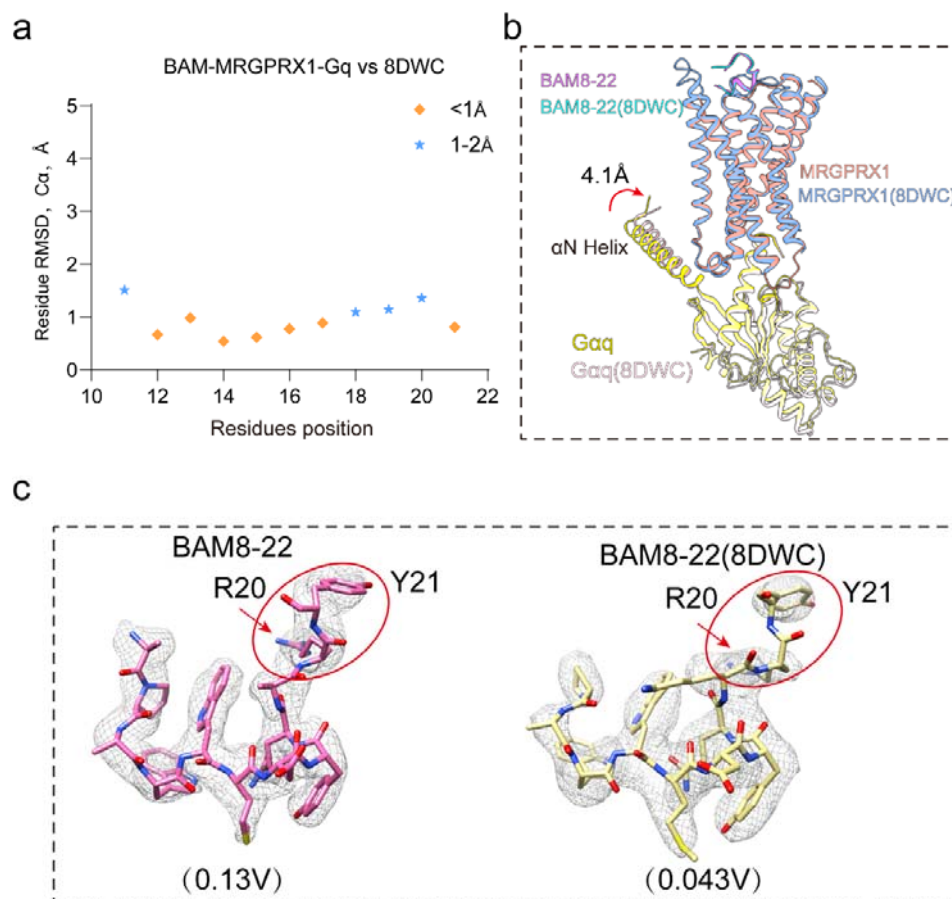 a
BAM-MRGPRX1-Gq vs 8DWC
Residue RMSD, Cα, Å
5
4
3
2
1
0
<1Å
1-2Å
10 12 14 16 18 20 22
Residues position
b
BAM8-22
BAM8-22(8DWC)
MRGPRX1
MRGPRX1(8DWC)
4.1Å
αN Helix
Gαq
Gαq(8DWC)
c
BAM8-22
R20
Y21
(0.13V)
BAM8-22(8DWC)
R20
Y21
(0.043V)